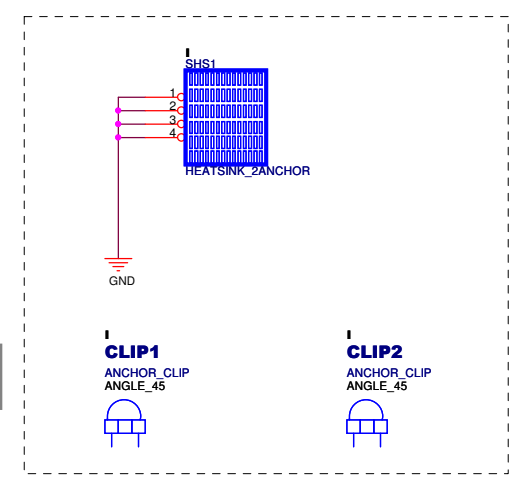 SHS1
1
2
3
4
HEATSINK_2ANCHOR
GND
CLIP1
ANCHOR_CLIP
ANGLE_45
CLIP2
ANCHOR_CLIP
ANGLE_45